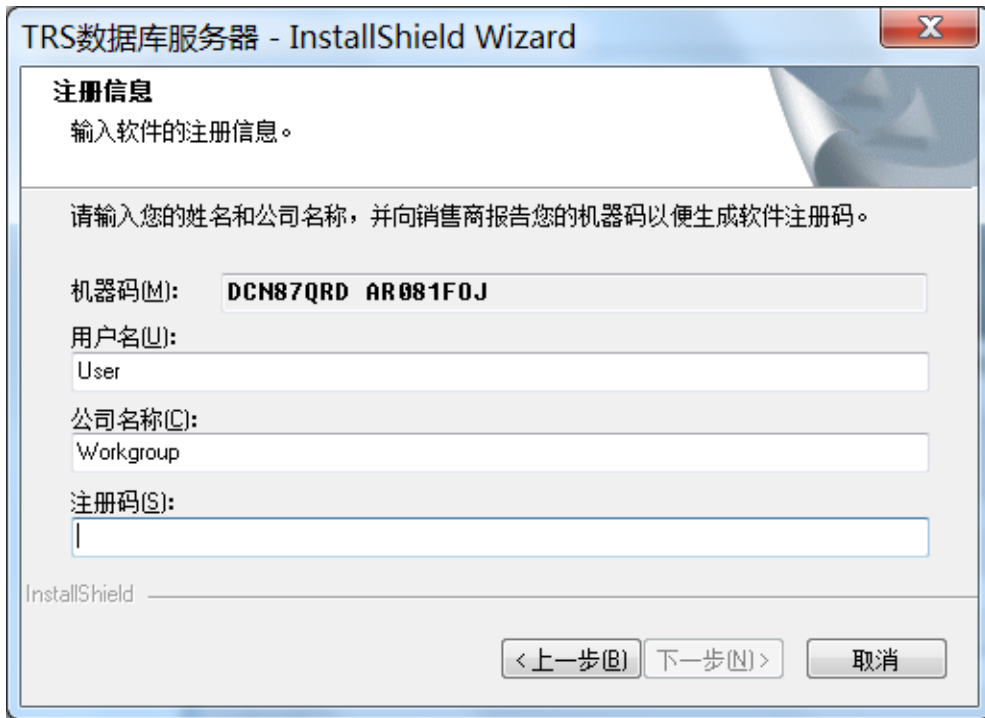 TRS数据库服务器 - InstallShield Wizard
注册信息
输入软件的注册信息。
请输入您的姓名和公司名称，并向销售商报告您的机器码以便生成软件注册码。
机器码(M): DCN87QRD AR081FOJ
用户名(U):
User
公司名称(C):
Workgroup
注册码(S):
InstallShield
<上一步(B) 下一步(N)> 取消